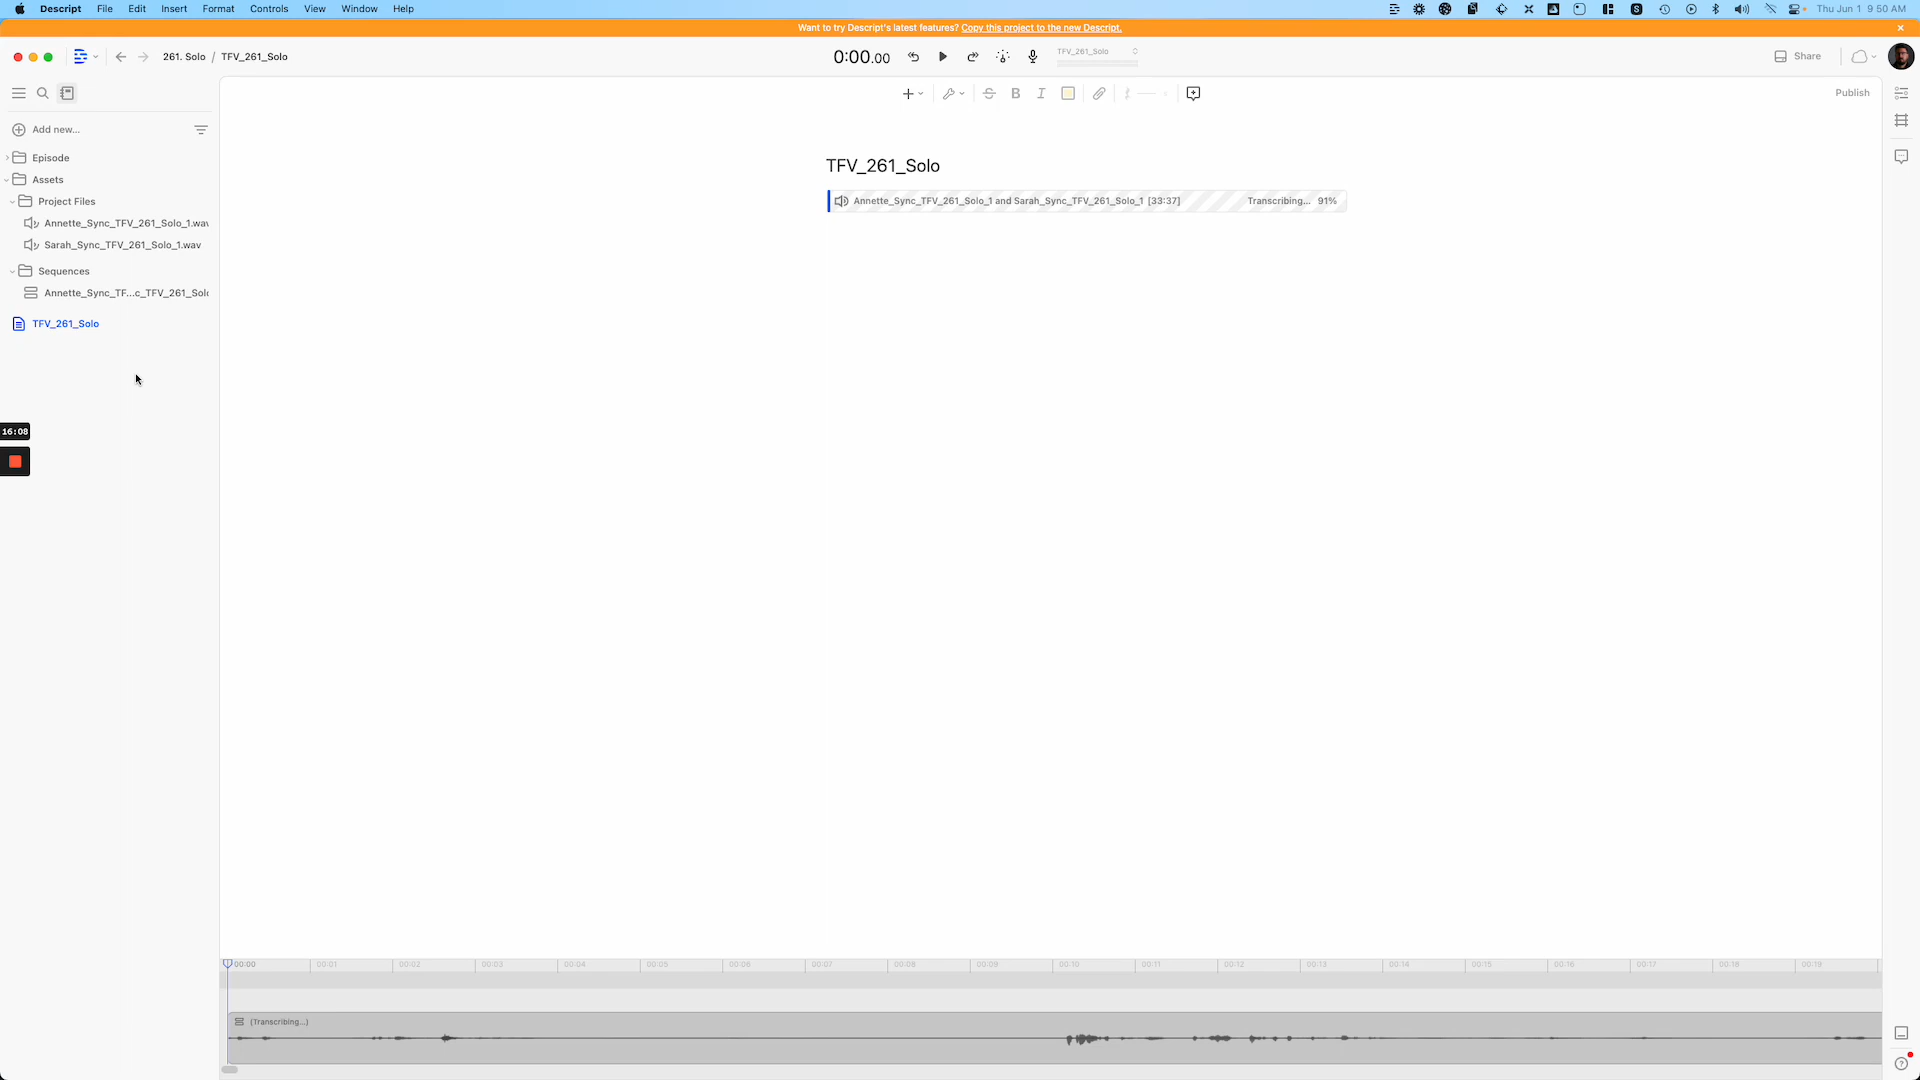 Descript File Edit Insert Format Controls View Window Help Thu Jun 1 9:50 AM
Want to try Descript's latest features? Copy this project to the new Descript.
261. Solo / TFV_261_Solo
0:00.00
TFV_261_Solo
Share
Publish
Add new...
Episode
Assets
Project Files
Annette_Sync_TFV_261_Solo_1.wav
Sarah_Sync_TFV_261_Solo_1.wav
Sequences
Annette_Sync_TF...c_TFV_261_Solo
TFV_261_Solo
16:08
TFV_261_Solo
Annette_Sync_TFV_261_Solo_1 and Sarah_Sync_TFV_261_Solo_1 [33:37] Transcribing... 91%
00:00 00:01 00:02 00:03 00:04 00:05 00:06 00:07 00:08 00:09 00:10 00:11 00:12 00:13 00:14 00:15 00:16 00:17 00:18 00:19
(Transcribing...)